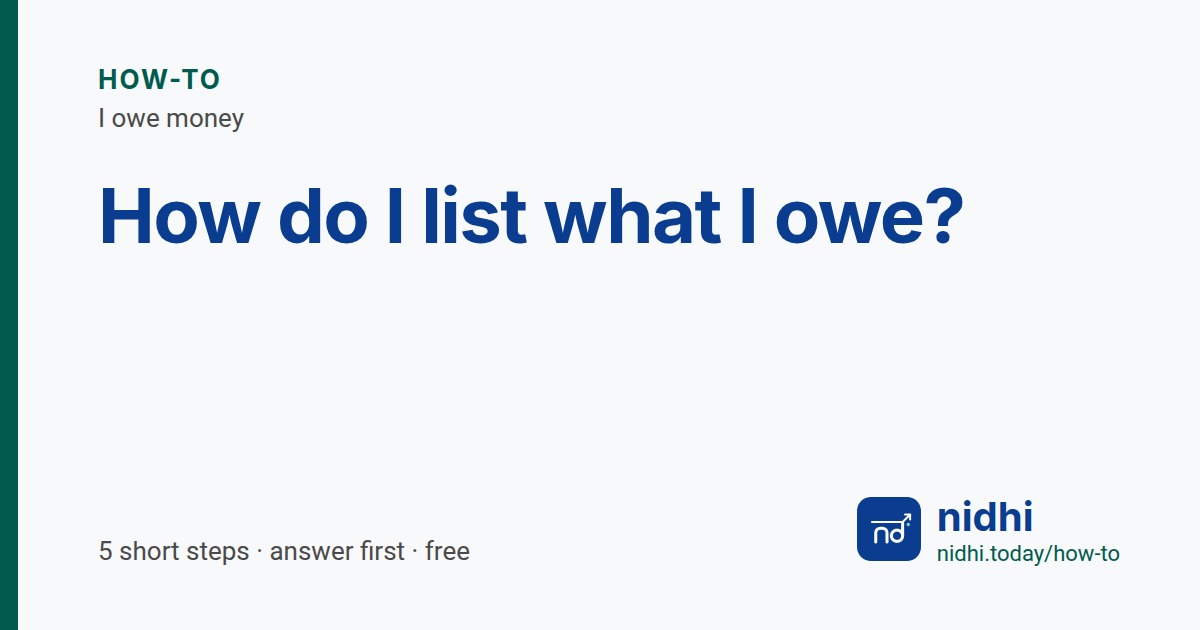 HOW-TO
I owe money
How do I list what I owe?
5 short steps · answer first · free
nd
nidhi
nidhi.today/how-to